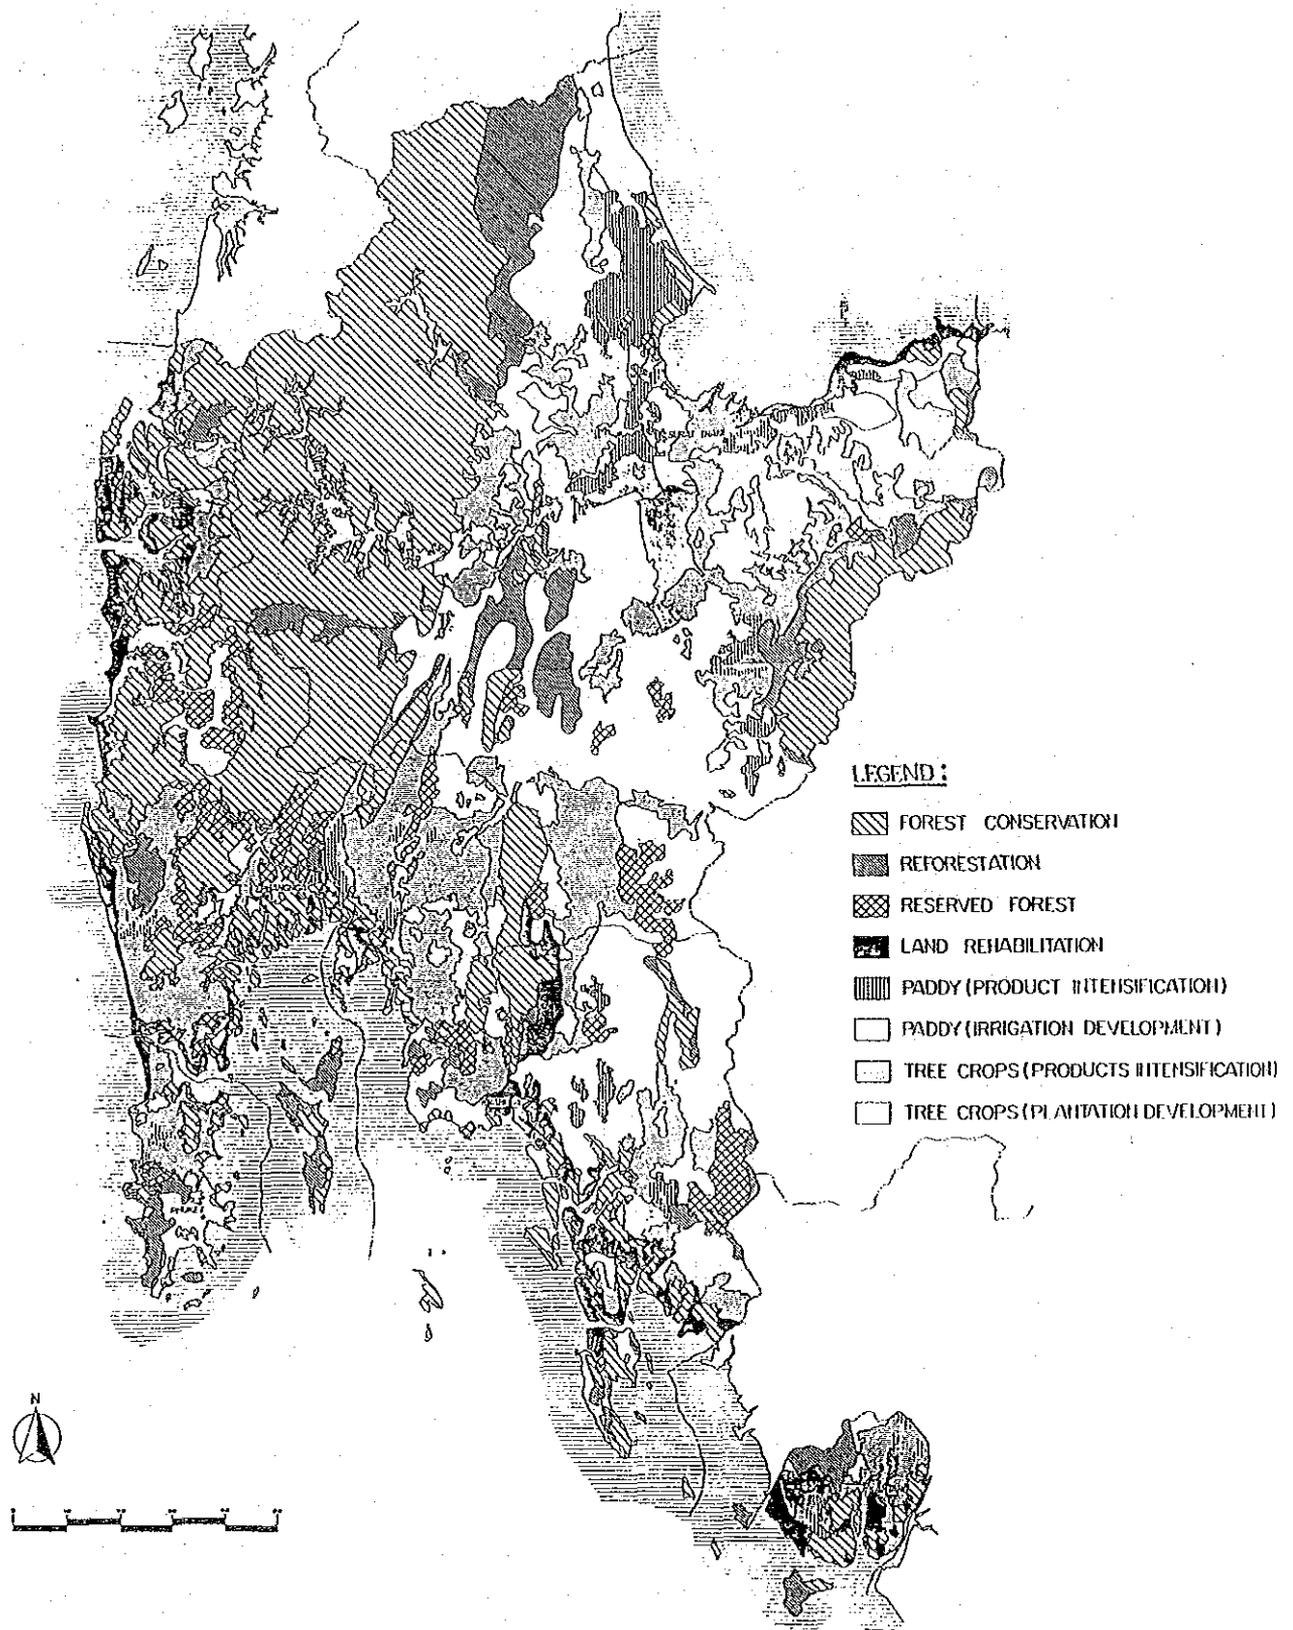 LEGEND:
FOREST CONSERVATION
REFORESTATION
RESERVED FOREST
LAND REHABILITATION
PADDY (PRODUCT INTENSIFICATION)
PADDY (IRRIGATION DEVELOPMENT)
TREE CROPS (PRODUCTS INTENSIFICATION)
TREE CROPS (PLANTATION DEVELOPMENT)
N